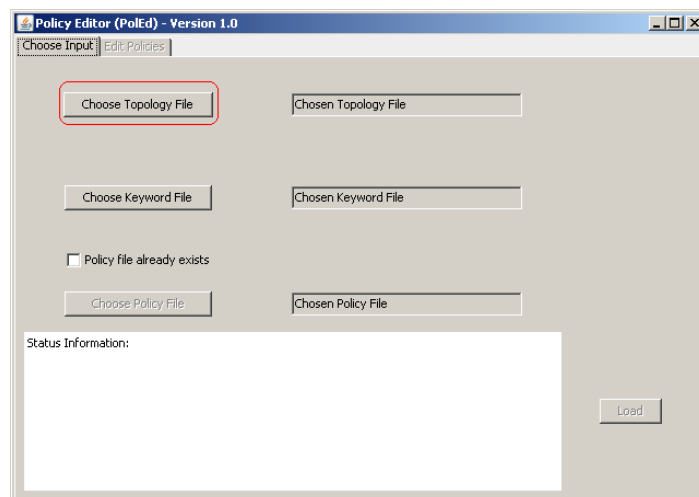 Policy Editor (PolEd) - Version 1.0
Choose Input Edit Policies
Choose Topology File Chosen Topology File
Choose Keyword File Chosen Keyword File
Policy file already exists
Choose Policy File Chosen Policy File
Status Information:
Load